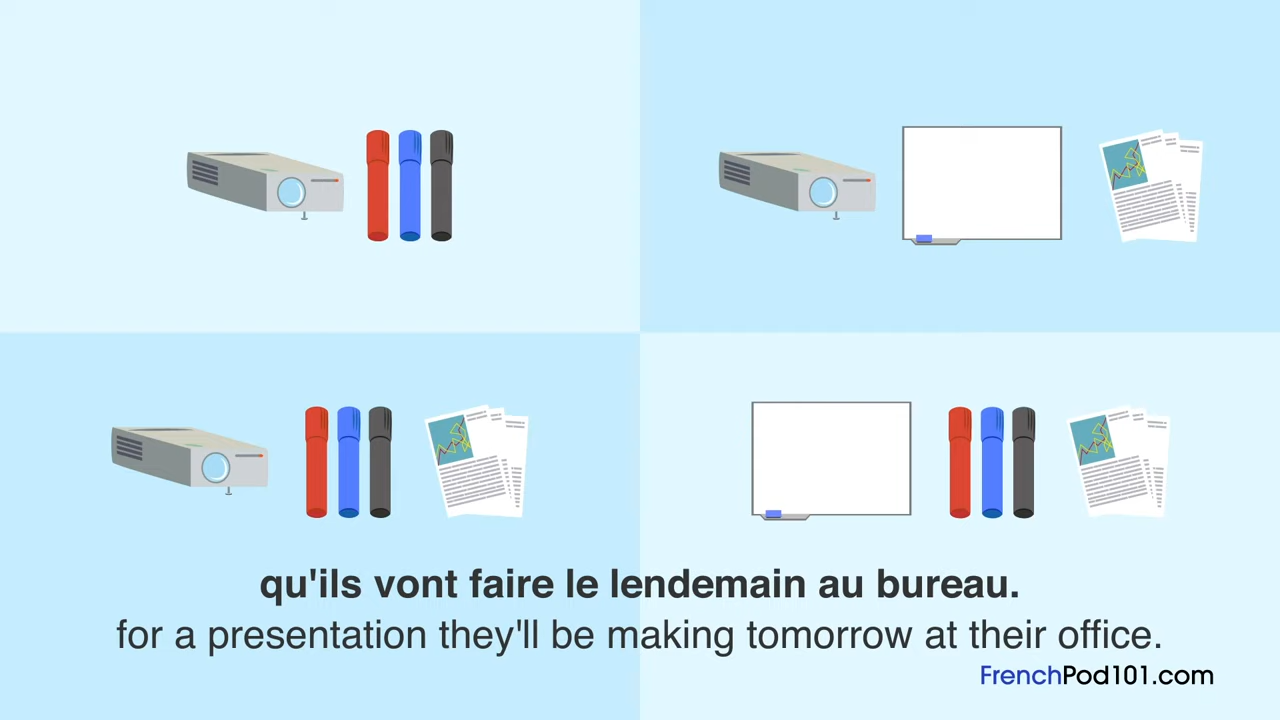 qu'ils vont faire le lendemain au bureau.
for a presentation they'll be making tomorrow at their office.
FrenchPod101.com